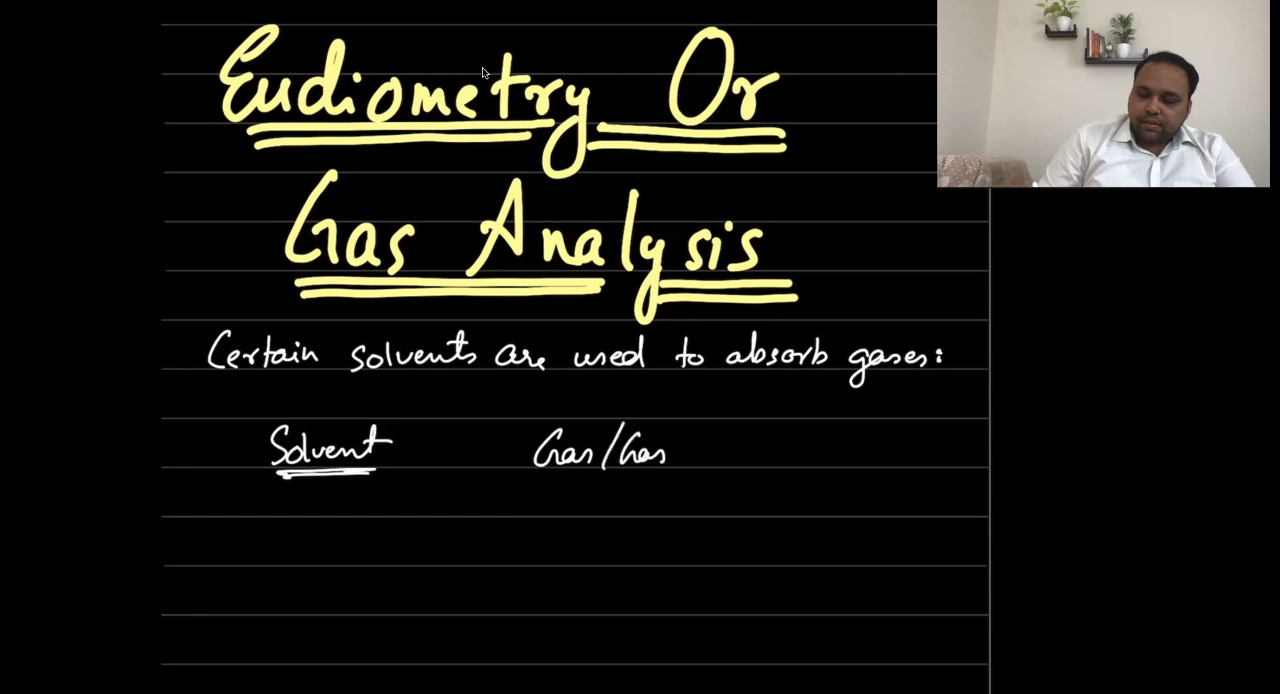 Eudiometry Or
Gas Analysis
Certain solvents are used to absorb gases:
Solvent Gas/Gas